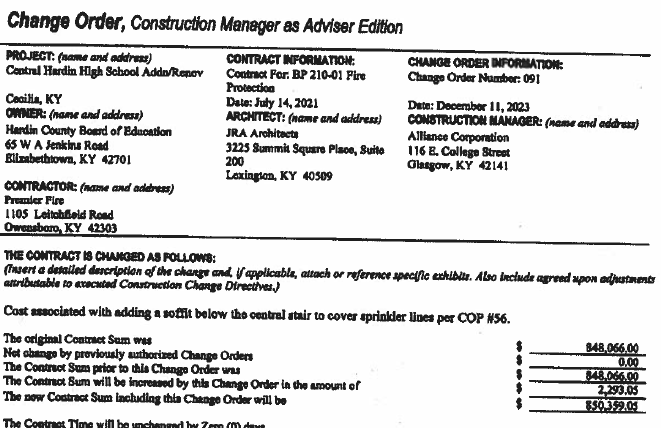 Change Order, Construction Manager as Adviser Edition
PROJECT: (name and address)
Central Hardin High School Addn/Renov
Cecilia, KY
OWNER: (name and address)
Hardin County Board of Education
65 W A Jenkins Road
Elizabethtown, KY 42701
CONTRACTOR: (name and address)
Premier Fire
1105 Leitchfield Road
Owensboro, KY 42303
CONTRACT INFORMATION:
Contract For: BP 210-01 Fire
Protection
Date: July 14, 2021
ARCHITECT: (name and address)
JRA Architects
3225 Summit Square Place, Suite
200
Lexington, KY 40509
CHANGE ORDER INFORMATION:
Change Order Number: 091
Date: December 11, 2023
CONSTRUCTION MANAGER: (name and address)
Alliance Corporation
116 E. College Street
Glasgow, KY 42141
THE CONTRACT IS CHANGED AS FOLLOWS:
(Insert a detailed description of the change and, if applicable, attach or reference specific exhibits. Also include agreed upon adjustments
attributable to executed Construction Change Directives.)
Cost associated with adding a soffit below the central stair to cover sprinkler lines per COP #56.
The original Contract Sum was $ 848,066.00
Net change by previously authorized Change Orders $ 0.00
The Contract Sum prior to this Change Order was $ 848,066.00
The Contract Sum will be increased by this Change Order in the amount of $ 2,293.05
The new Contract Sum including this Change Order will be $ 850,359.05
The Contract Time will be unchanged by Zero (0) days